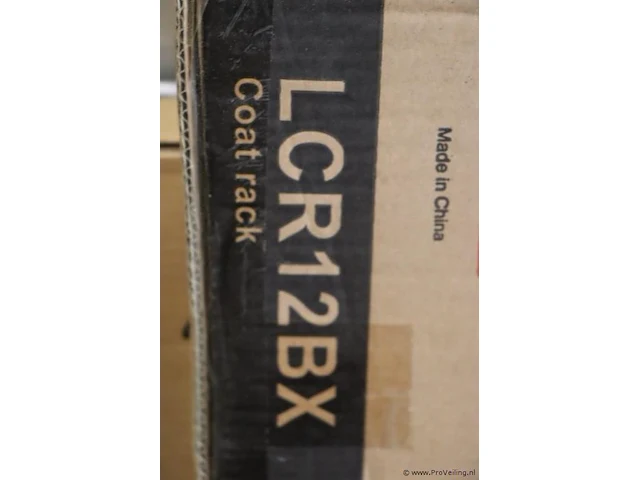 LCR12BX
Coat rack
Made in China
© www.ProVeiling.nl